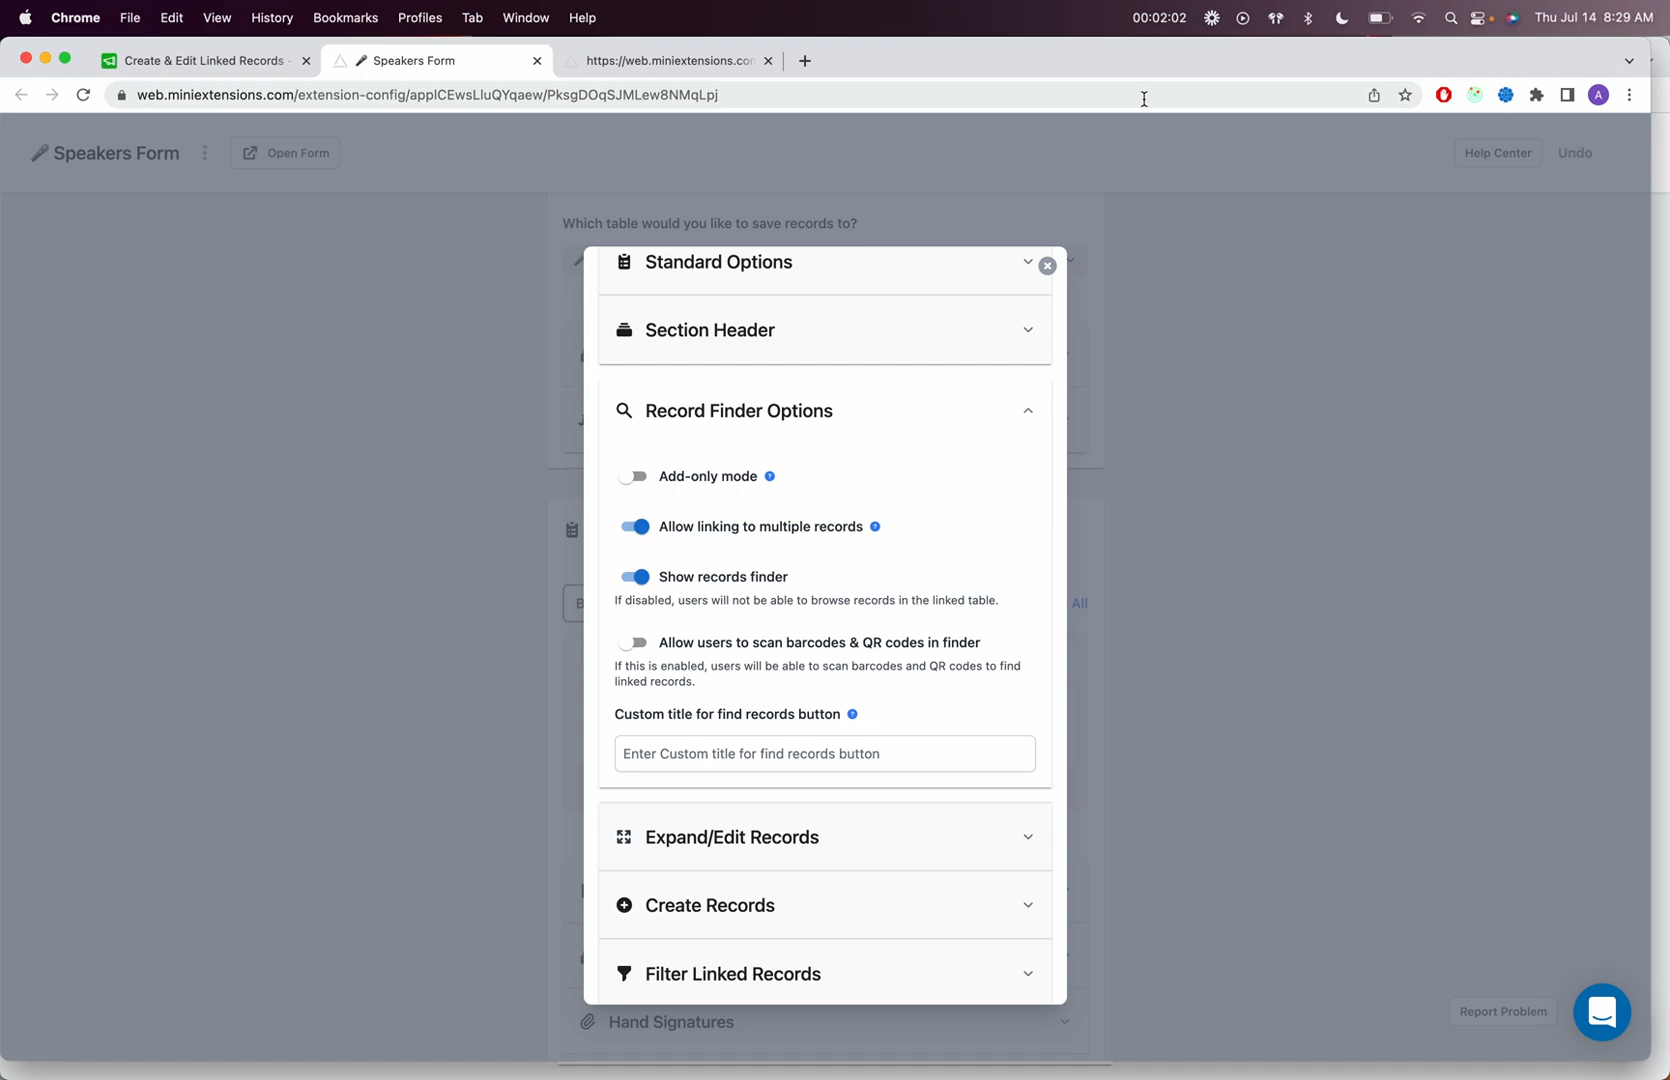 Chrome File Edit View History Bookmarks Profiles Tab Window Help 00:02:02 Thu Jul 14 8:29 AM
Create & Edit Linked Records - Speakers Form https://web.miniextensions.co
web.miniextensions.com/extension-config/appICEwsLluQYqaew/PksgDOqSJMLew8NMqLpj A
Speakers Form Open Form Help Center Undo
Which table would you like to save records to?
Standard Options
Section Header
Record Finder Options
Add-only mode ?
Allow linking to multiple records ?
Show records finder
If disabled, users will not be able to browse records in the linked table.
All
Allow users to scan barcodes & QR codes in finder
If this is enabled, users will be able to scan barcodes and QR codes to find
linked records.
Custom title for find records button ?
Enter Custom title for find records button
Expand/Edit Records
Create Records
Filter Linked Records
Report Problem
Hand Signatures